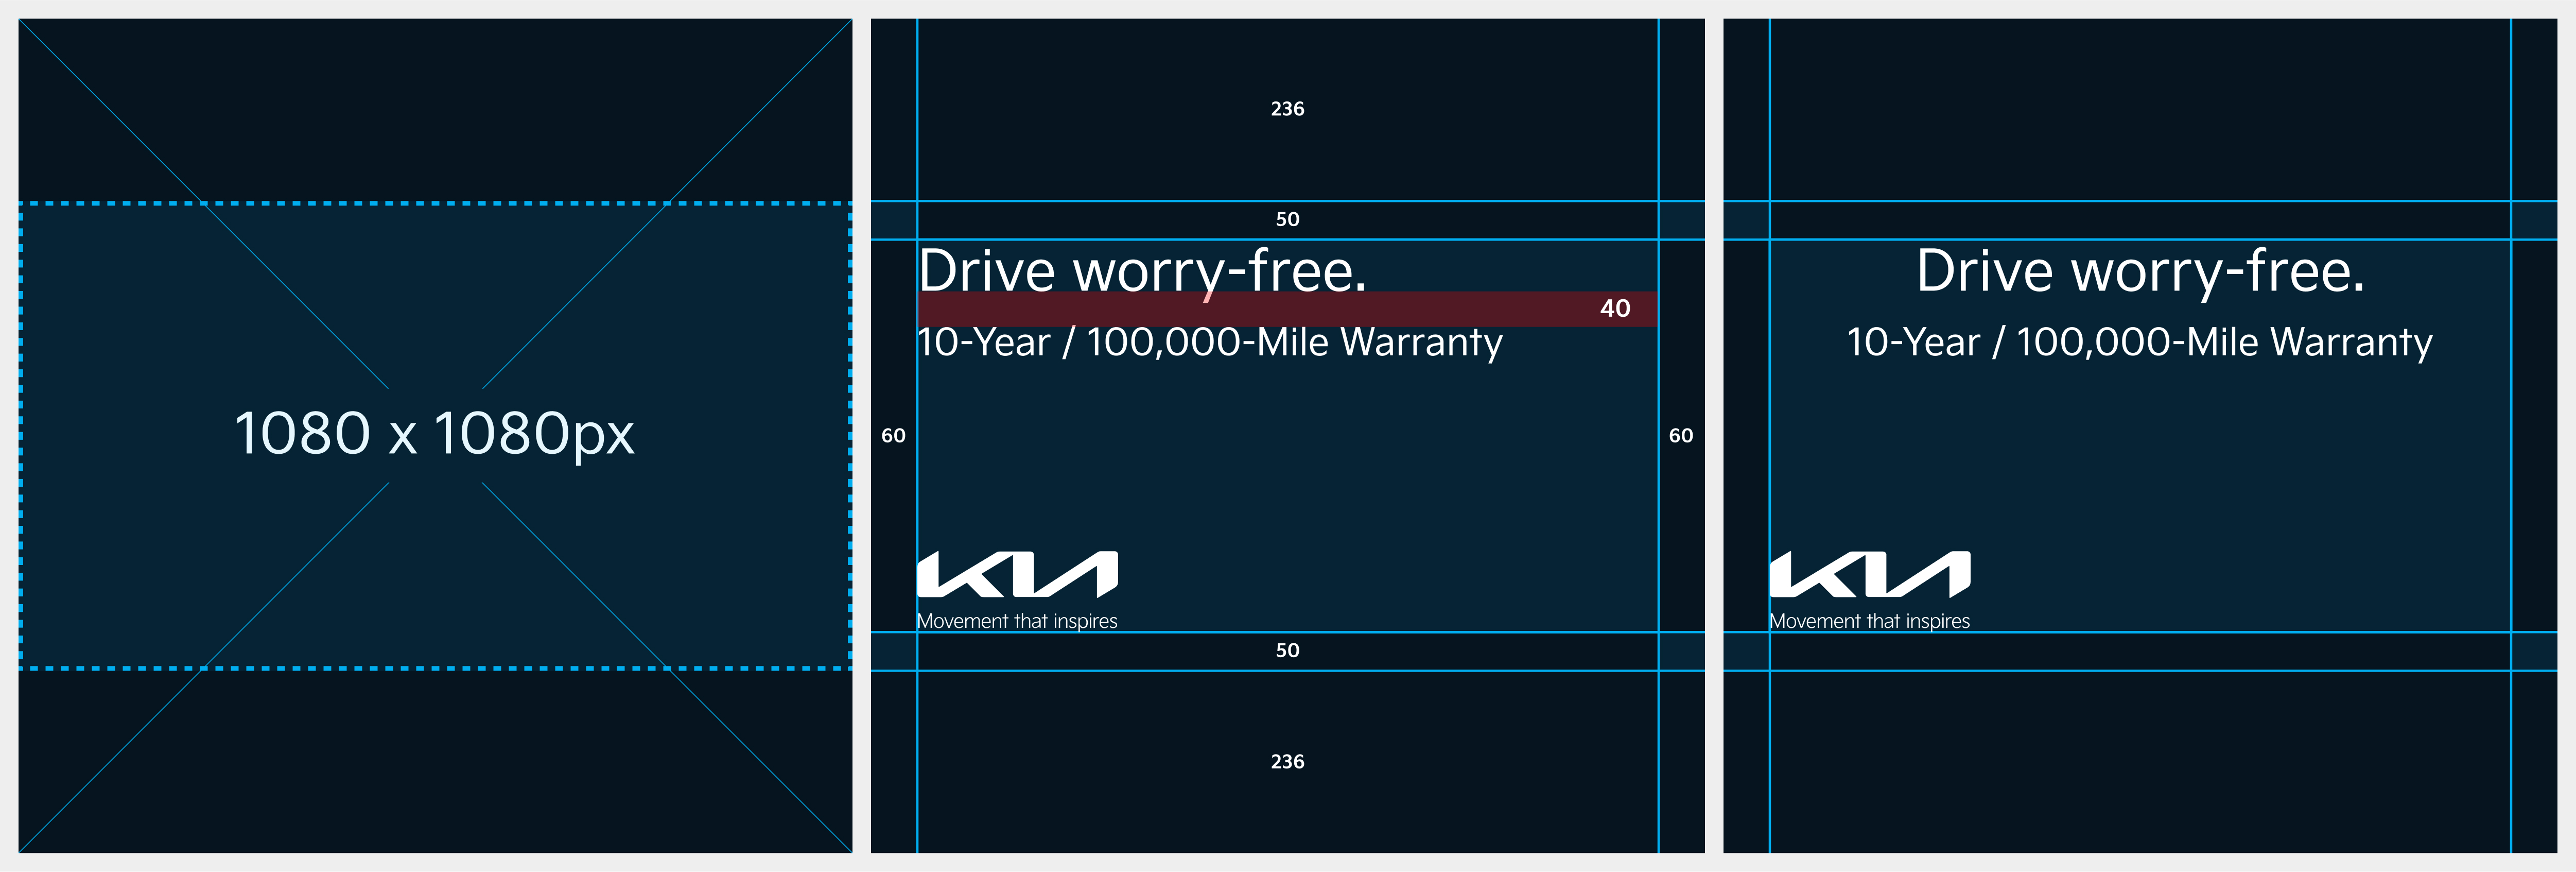 1080 x 1080px
236
50
Drive worry-free.
40
10-Year / 100,000-Mile Warranty
60
60
KIA
Movement that inspires
50
236
Drive worry-free.
10-Year / 100,000-Mile Warranty
KIA
Movement that inspires